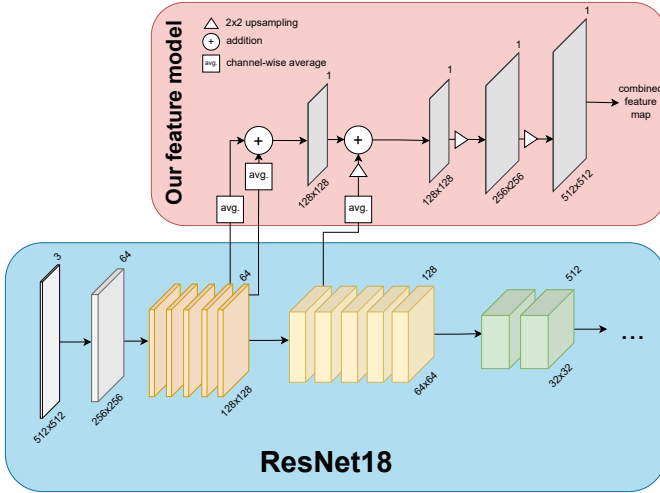 Our feature model
2x2 upsampling
+
addition
avg.
channel-wise average
1
1
1
1
+
+
avg.
avg.
avg.
128x128
128x128
256x256
512x512
combined
feature
map
3
64
64
128
512
512x512
256x256
128x128
64x64
32x32
...
ResNet18